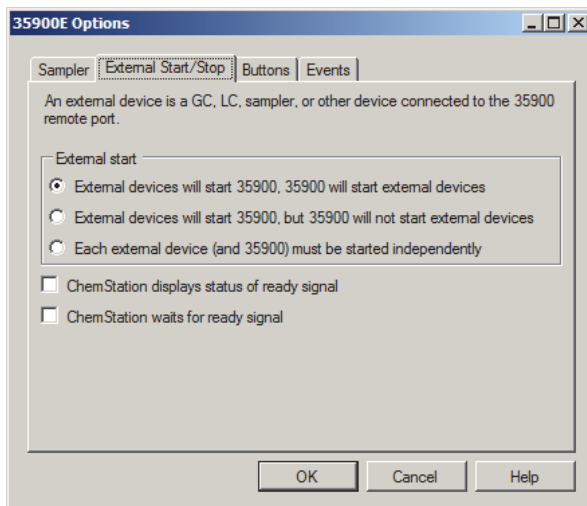 35900E Options
Sampler
External Start/Stop
Buttons
Events
An external device is a GC, LC, sampler, or other device connected to the 35900
remote port.
External start
External devices will start 35900, 35900 will start external devices
External devices will start 35900, but 35900 will not start external devices
Each external device (and 35900) must be started independently
ChemStation displays status of ready signal
ChemStation waits for ready signal
OK
Cancel
Help